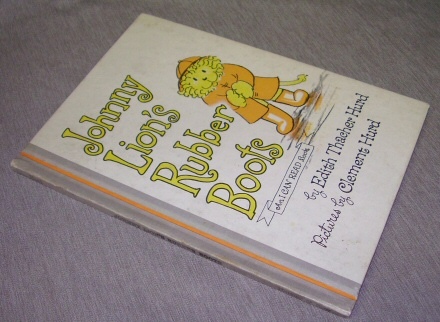 Johnny
Lion's
Rubber
Boots
An I CAN READ Book
by Edith Thacher Hurd
Pictures by Clement Hurd